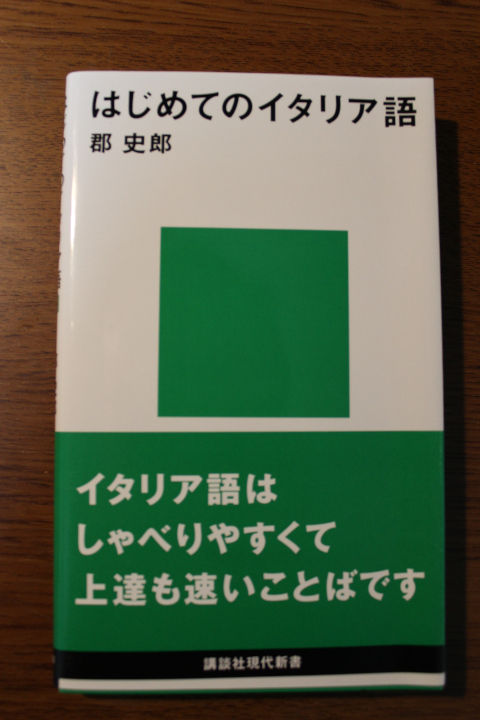 はじめてのイタリア語
郡 史郎
イタリア語は
しゃべりやすくて
上達も速いことばです
講談社現代新書